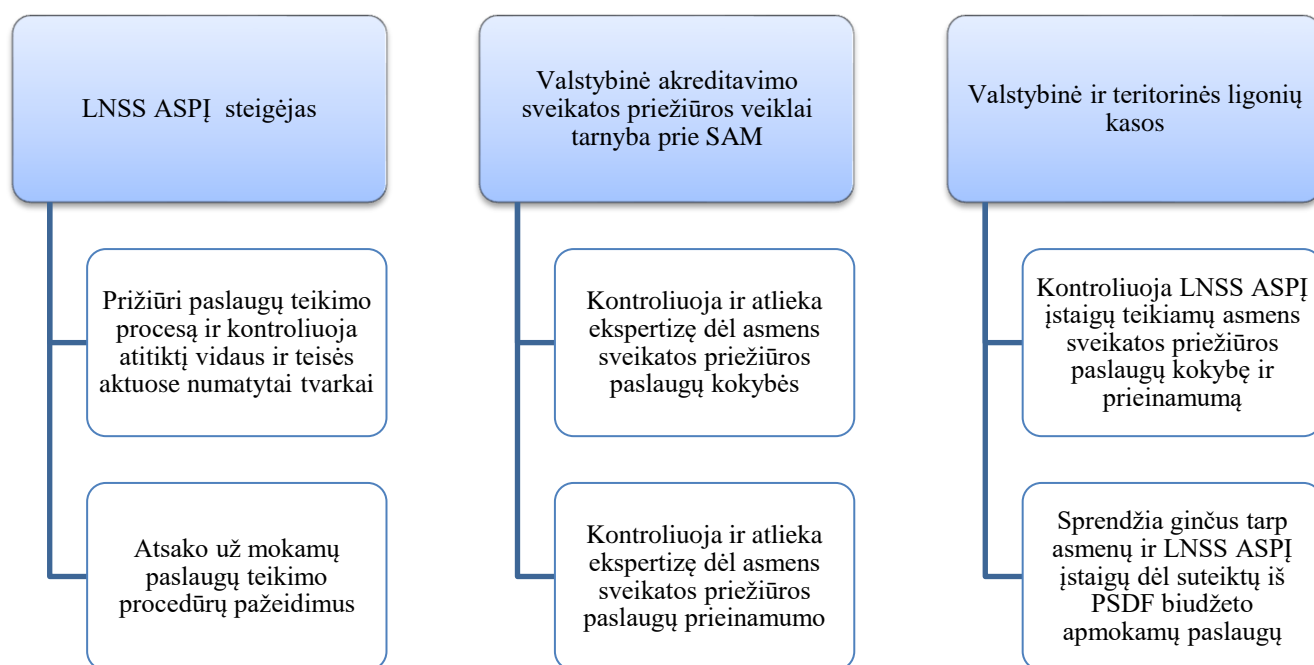 LNSS ASPĮ steigėjas
Prižiūri paslaugų teikimo
procesą ir kontroliuoja
atitiktį vidaus ir teisės
aktuose numatytai tvarkai
Atsako už mokamų
paslaugų teikimo
procedūrų pažeidimus
Valstybinė akreditavimo
sveikatos priežiūros veiklai
tarnyba prie SAM
Kontroliuoja ir atlieka
ekspertizę dėl asmens
sveikatos priežiūros
paslaugų kokybės
Kontroliuoja ir atlieka
ekspertizę dėl asmens
sveikatos priežiūros
paslaugų prieinamumo
Valstybinė ir teritorinės ligonių
kasos
Kontroliuoja LNSS ASPĮ
įstaigų teikiamų asmens
sveikatos priežiūros
paslaugų kokybę ir
prieinamumą
Sprendžia ginčus tarp
asmenų ir LNSS ASPĮ
įstaigų dėl suteiktų iš
PSDF biudžeto
apmokamų paslaugų